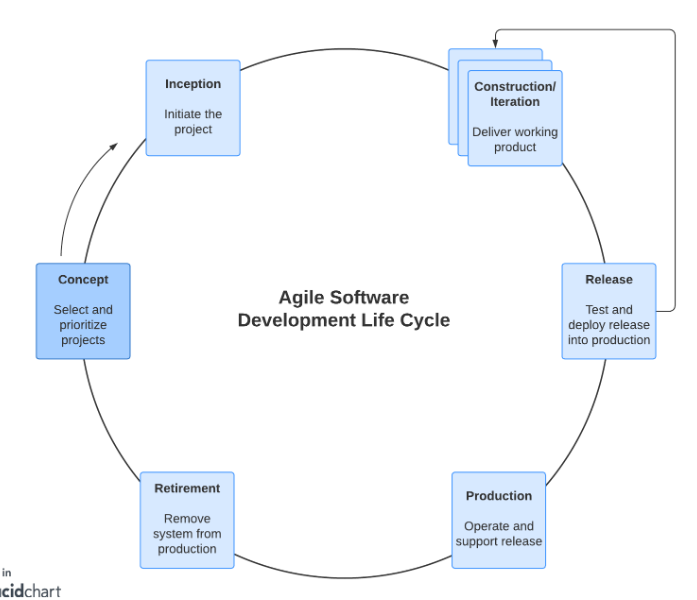 Inception
Initiate the
project
Construction/
Iteration
Deliver working
product
Concept
Select and
prioritize
projects
Agile Software
Development Life Cycle
Release
Test and
deploy release
into production
Retirement
Remove
system from
production
Production
Operate and
support release
in
cidchart